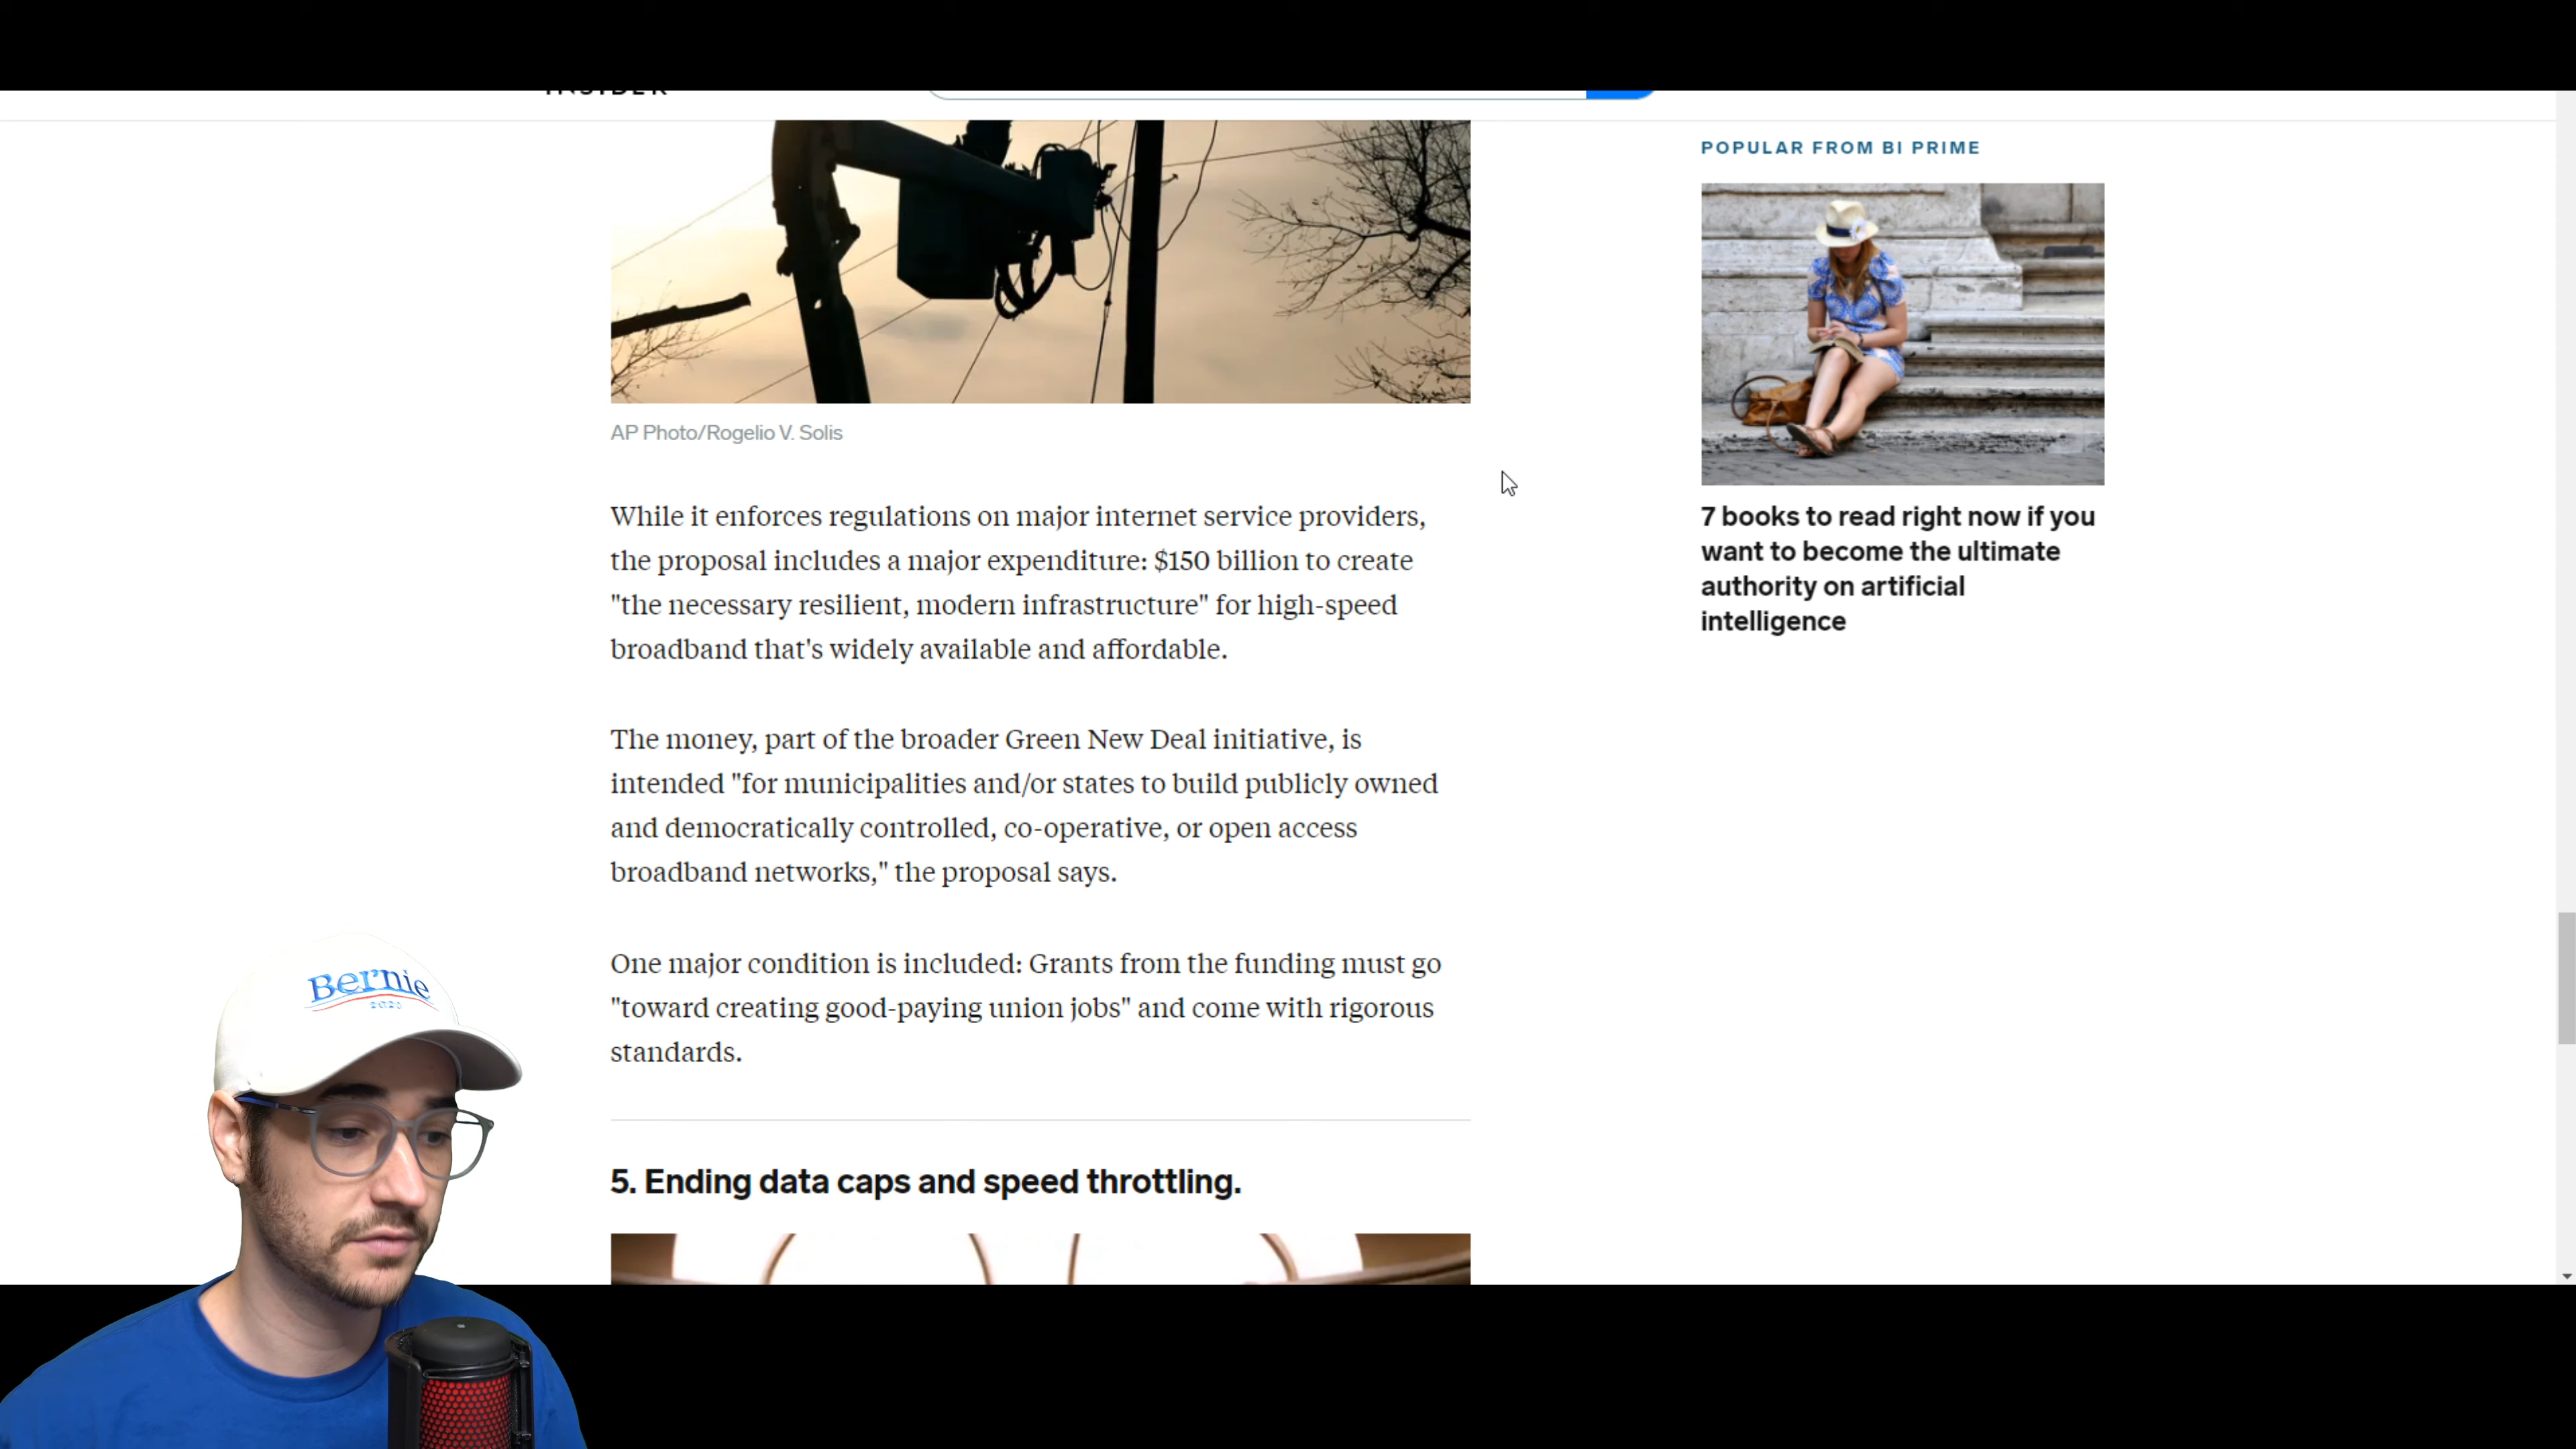 INSIDER
POPULAR FROM BI PRIME
AP Photo/Rogelio V. Solis
While it enforces regulations on major internet service providers,
the proposal includes a major expenditure: $150 billion to create
"the necessary resilient, modern infrastructure" for high-speed
broadband that's widely available and affordable.
The money, part of the broader Green New Deal initiative, is
intended "for municipalities and/or states to build publicly owned
and democratically controlled, co-operative, or open access
broadband networks," the proposal says.
One major condition is included: Grants from the funding must go
"toward creating good-paying union jobs" and come with rigorous
standards.
5. Ending data caps and speed throttling.
7 books to read right now if you
want to become the ultimate
authority on artificial
intelligence
Bernie